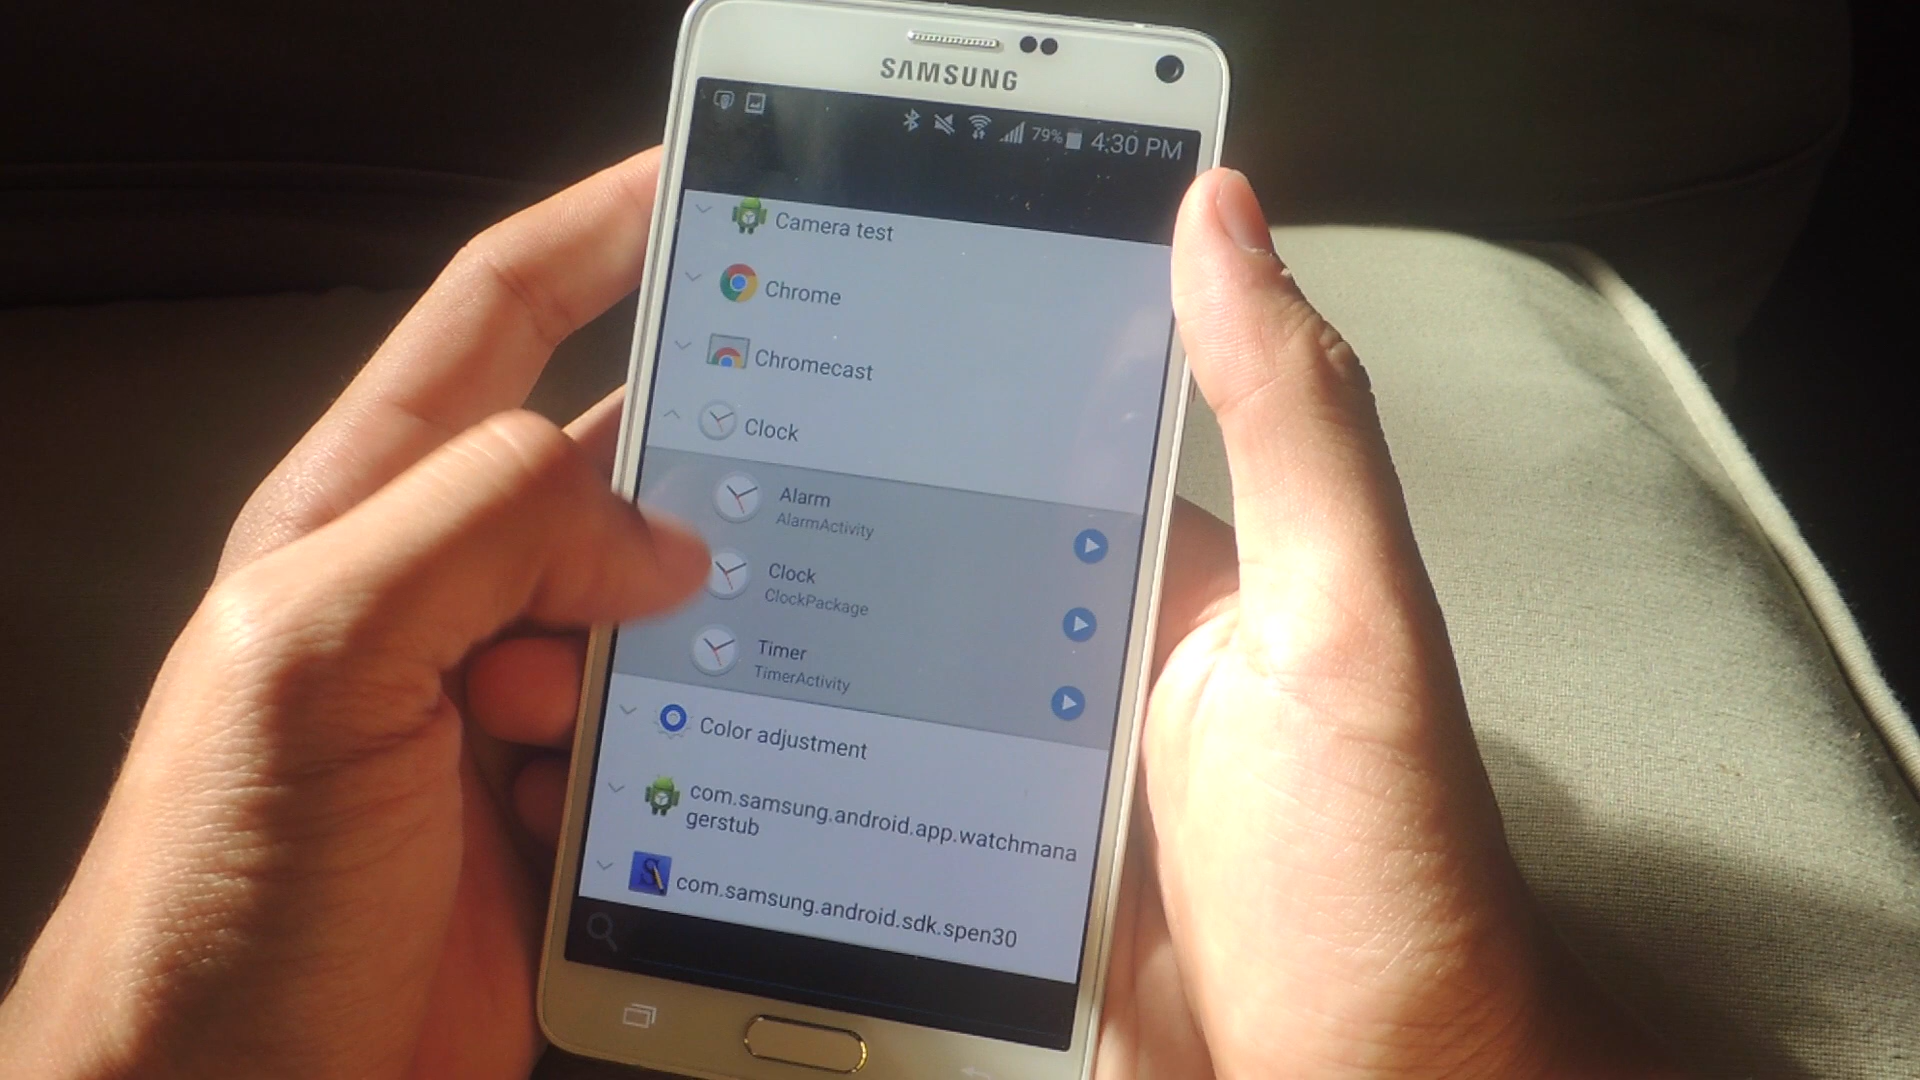 SAMSUNG
79% 4:30 PM
Camera test
Chrome
Chromecast
Clock
Alarm
AlarmActivity
Clock
ClockPackage
Timer
TimerActivity
Color adjustment
com.samsung.android.app.watchmana
gerstub
com.samsung.android.sdk.spen30